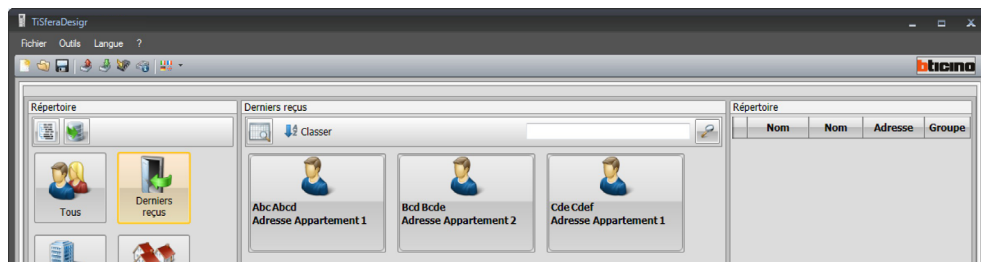 TiSferaDesigr
Fichier Outils Langue ?
bticino
Répertoire
Derniers reçus
Répertoire
Classer
Nom Nom Adresse Groupe
Tous
Derniers
reçus
Abc Abcd
Adresse Appartement 1
Bcd Bcde
Adresse Appartement 2
Cde Cdef
Adresse Appartement 1